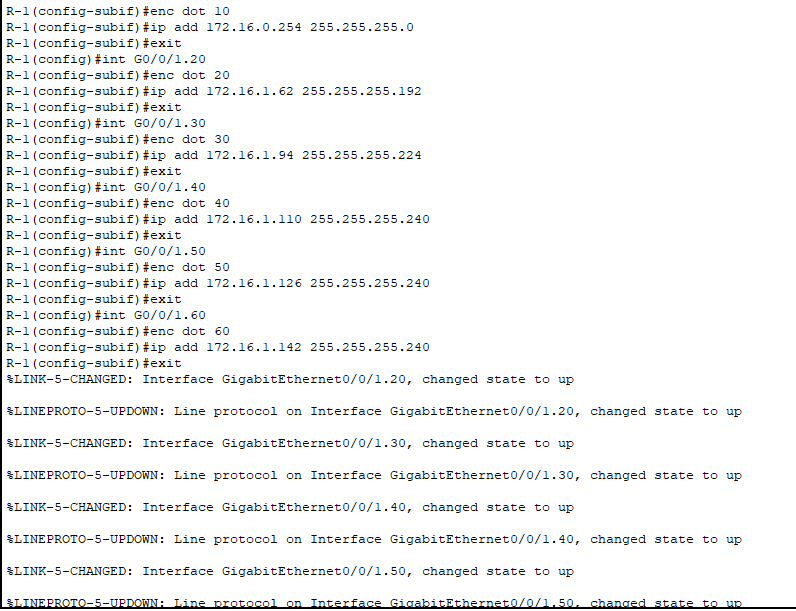 R-1(config-subif)#enc dot 10
R-1(config-subif)#ip add 172.16.0.254 255.255.255.0
R-1(config-subif)#exit
R-1(config)#int G0/0/1.20
R-1(config-subif)#enc dot 20
R-1(config-subif)#ip add 172.16.1.62 255.255.255.192
R-1(config-subif)#exit
R-1(config)#int G0/0/1.30
R-1(config-subif)#enc dot 30
R-1(config-subif)#ip add 172.16.1.94 255.255.255.224
R-1(config-subif)#exit
R-1(config)#int G0/0/1.40
R-1(config-subif)#enc dot 40
R-1(config-subif)#ip add 172.16.1.110 255.255.255.240
R-1(config-subif)#exit
R-1(config)#int G0/0/1.50
R-1(config-subif)#enc dot 50
R-1(config-subif)#ip add 172.16.1.126 255.255.255.240
R-1(config-subif)#exit
R-1(config)#int G0/0/1.60
R-1(config-subif)#enc dot 60
R-1(config-subif)#ip add 172.16.1.142 255.255.255.240
R-1(config-subif)#exit
%LINK-5-CHANGED: Interface GigabitEthernet0/0/1.20, changed state to up
%LINEPROTO-5-UPDOWN: Line protocol on Interface GigabitEthernet0/0/1.20, changed state to up
%LINK-5-CHANGED: Interface GigabitEthernet0/0/1.30, changed state to up
%LINEPROTO-5-UPDOWN: Line protocol on Interface GigabitEthernet0/0/1.30, changed state to up
%LINK-5-CHANGED: Interface GigabitEthernet0/0/1.40, changed state to up
%LINEPROTO-5-UPDOWN: Line protocol on Interface GigabitEthernet0/0/1.40, changed state to up
%LINK-5-CHANGED: Interface GigabitEthernet0/0/1.50, changed state to up
%LINEPROTO-5-UPDOWN: Line protocol on Interface GigabitEthernet0/0/1.50, changed state to up